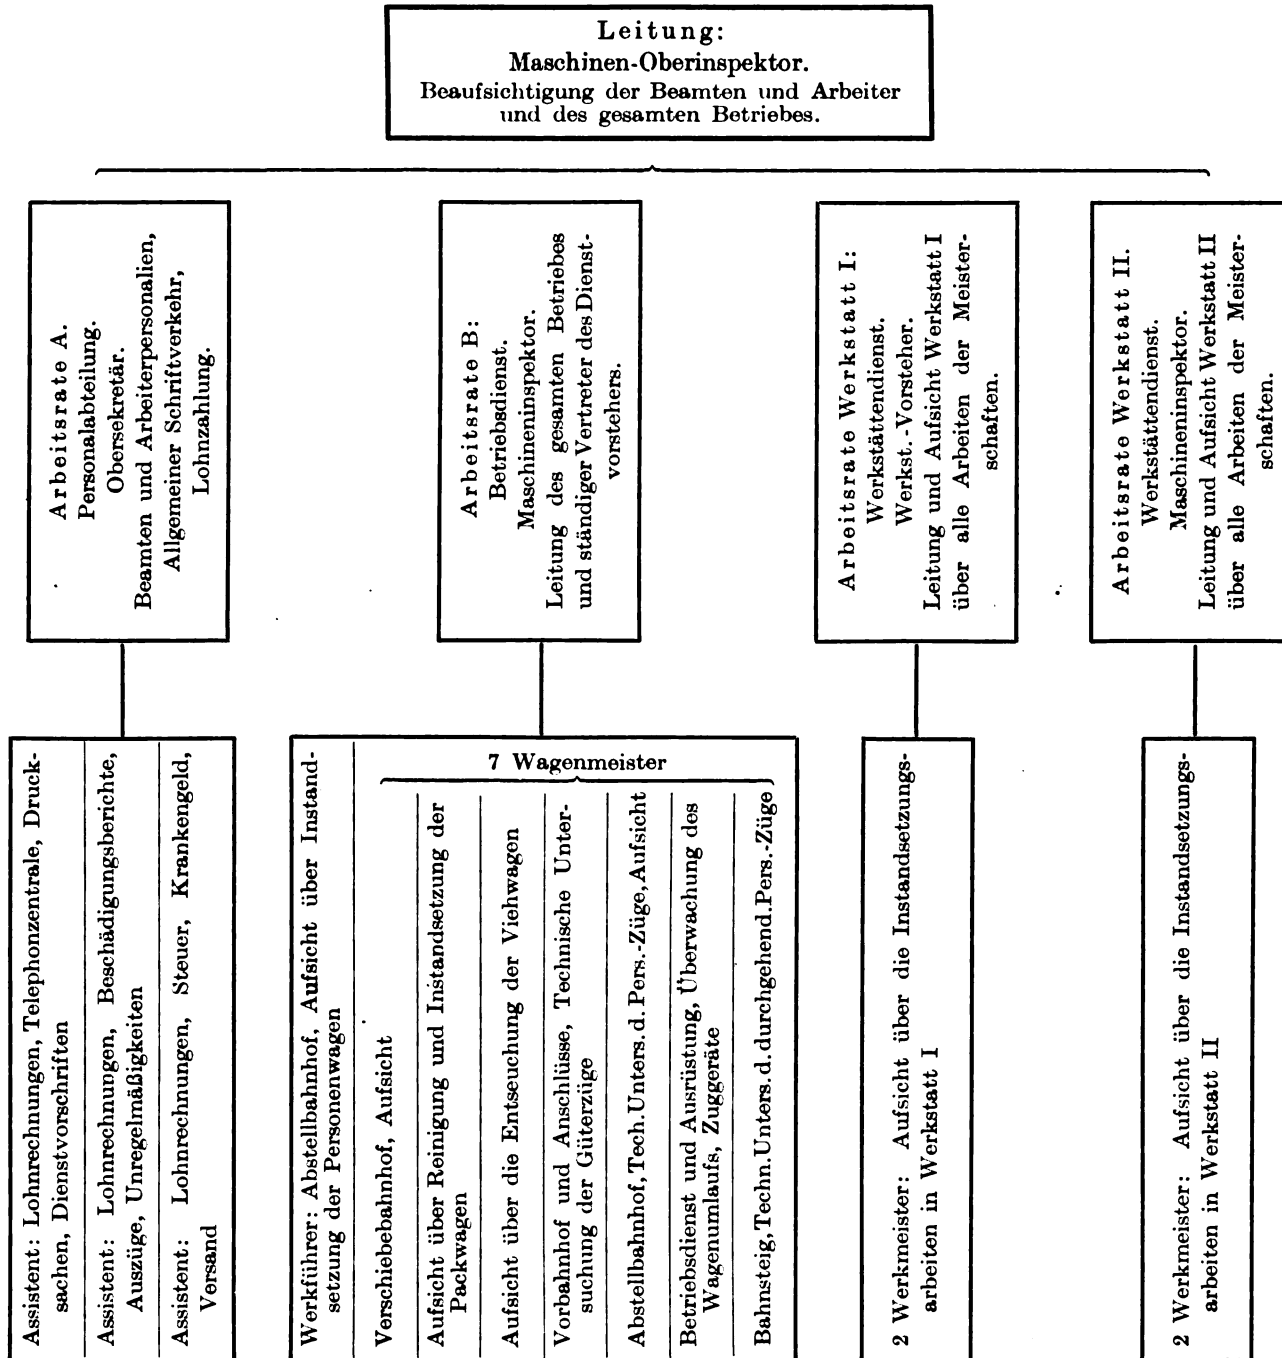 Leitung:
Maschinen-Oberinspektor.
Beaufsichtigung der Beamten und Arbeiter
und des gesamten Betriebes.
Arbeitsrate A.
Personalabteilung.
Obersekretär.
Beamten und Arbeiterpersonalien,
Allgemeiner Schriftverkehr,
Lohnzahlung.
Arbeitsrate B:
Betriebsdienst.
Maschineninspektor.
Leitung des gesamten Betriebes
und ständiger Vertreter des Dienst-
vorstehers.
Arbeitsrate Werkstatt I:
Werkstättendienst.
Werkst.-Vorsteher.
Leitung und Aufsicht Werkstatt I
über alle Arbeiten der Meister-
schaften.
Arbeitsrate Werkstatt II.
Werkstättendienst.
Maschineninspektor.
Leitung und Aufsicht Werkstatt II
über alle Arbeiten der Meister-
schaften.
Assistent: Lohnrechnungen, Telephonzentrale, Druck-
sachen, Dienstvorschriften
Assistent: Lohnrechnungen, Beschädigungsberichte,
Auszüge, Unregelmäßigkeiten
Assistent: Lohnrechnungen, Steuer, Krankengeld,
Versand
Werkführer: Abstellbahnhof, Aufsicht über Instand-
setzung der Personenwagen
7 Wagenmeister
Verschiebebahnhof, Aufsicht
Aufsicht über Reinigung und Instandsetzung der
Packwagen
Aufsicht über die Entseuchung der Viehwagen
Vorbahnhof und Anschlüsse, Technische Unter-
suchung der Güterzüge
Abstellbahnhof, Tech. Unters. d. Pers.-Züge, Aufsicht
Betriebsdienst und Ausrüstung, Überwachung des
Wagenumlaufs, Zuggeräte
Bahnsteig, Techn. Unters. d. durchgehend. Pers.-Züge
2 Werkmeister: Aufsicht über die Instandsetzungs-
arbeiten in Werkstatt I
2 Werkmeister: Aufsicht über die Instandsetzungs-
arbeiten in Werkstatt II